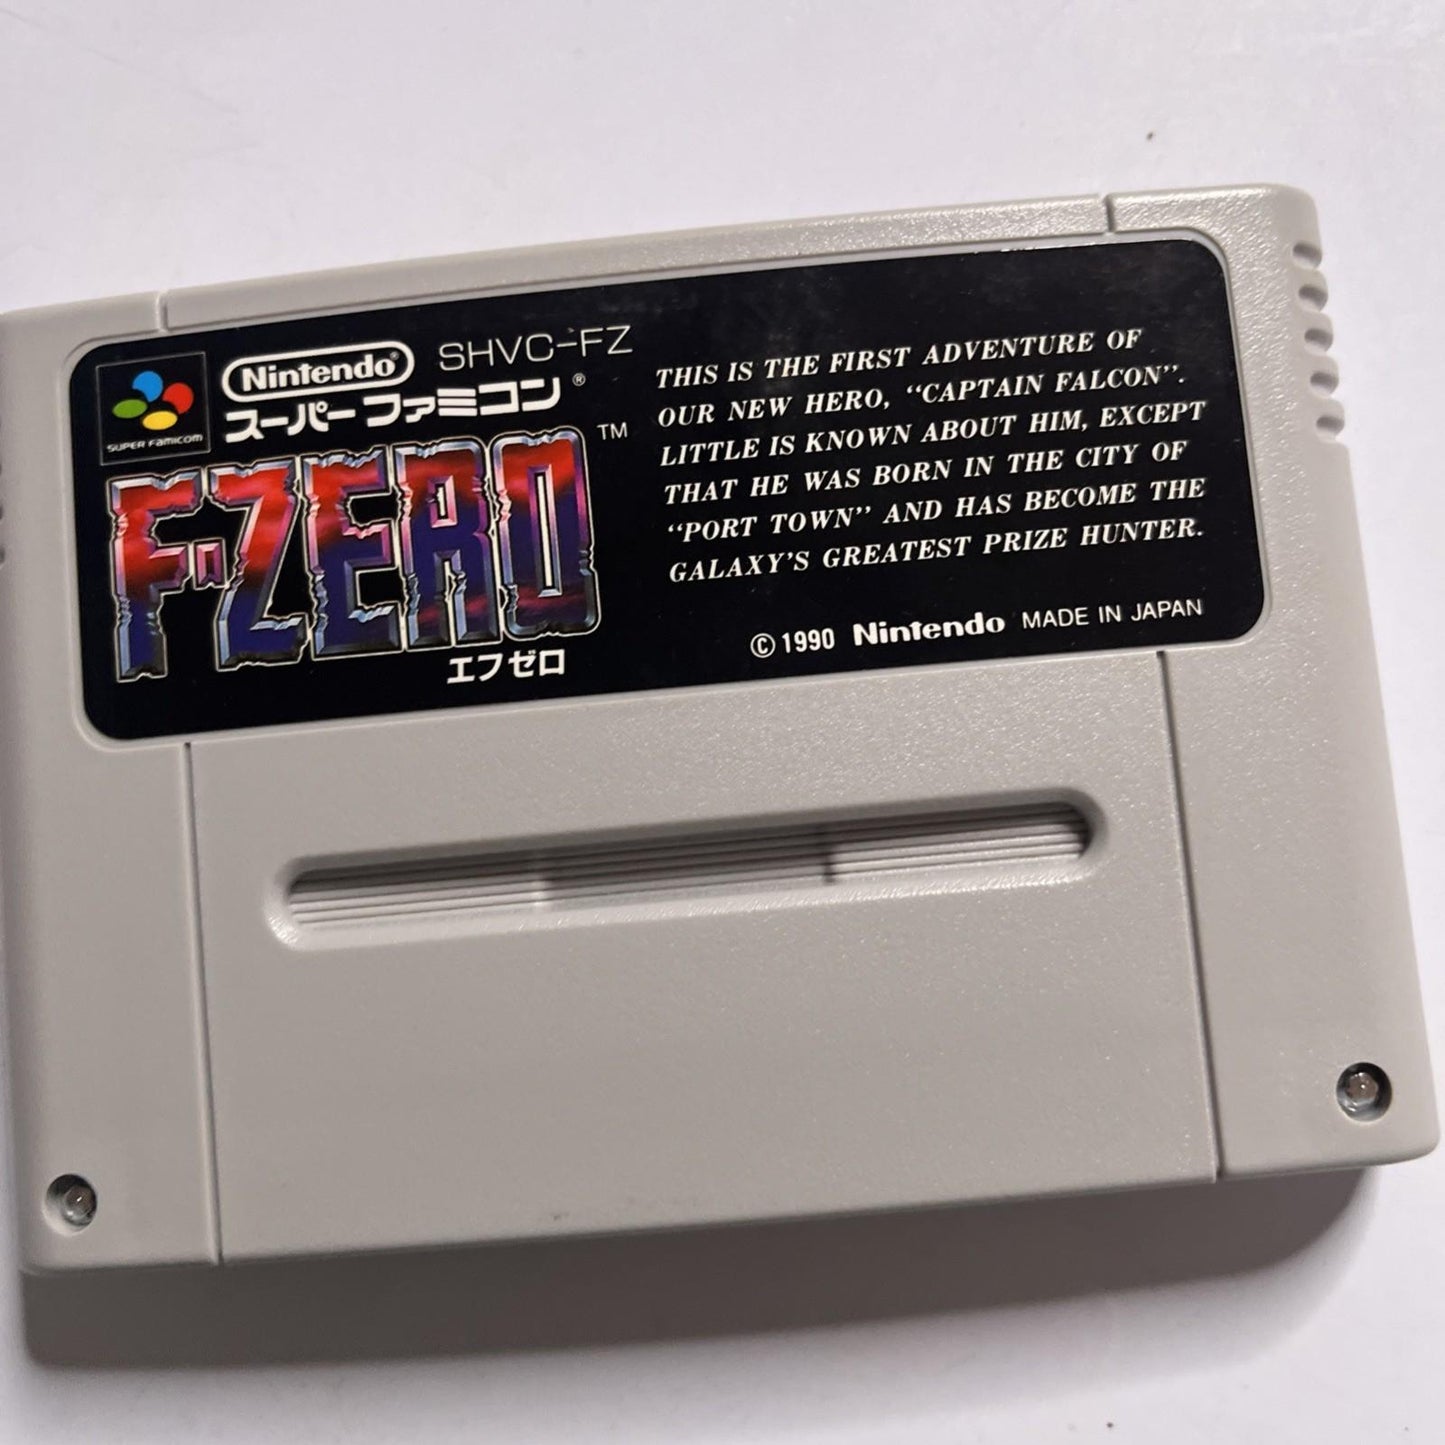 Nintendo® SHVC-FZ
スーパーファミコン®
SUPER FAMICOM
F-ZERO™
エフゼロ
THIS IS THE FIRST ADVENTURE OF
OUR NEW HERO, “CAPTAIN FALCON”.
LITTLE IS KNOWN ABOUT HIM, EXCEPT
THAT HE WAS BORN IN THE CITY OF
“PORT TOWN” AND HAS BECOME THE
GALAXY’S GREATEST PRIZE HUNTER.
© 1990 Nintendo MADE IN JAPAN